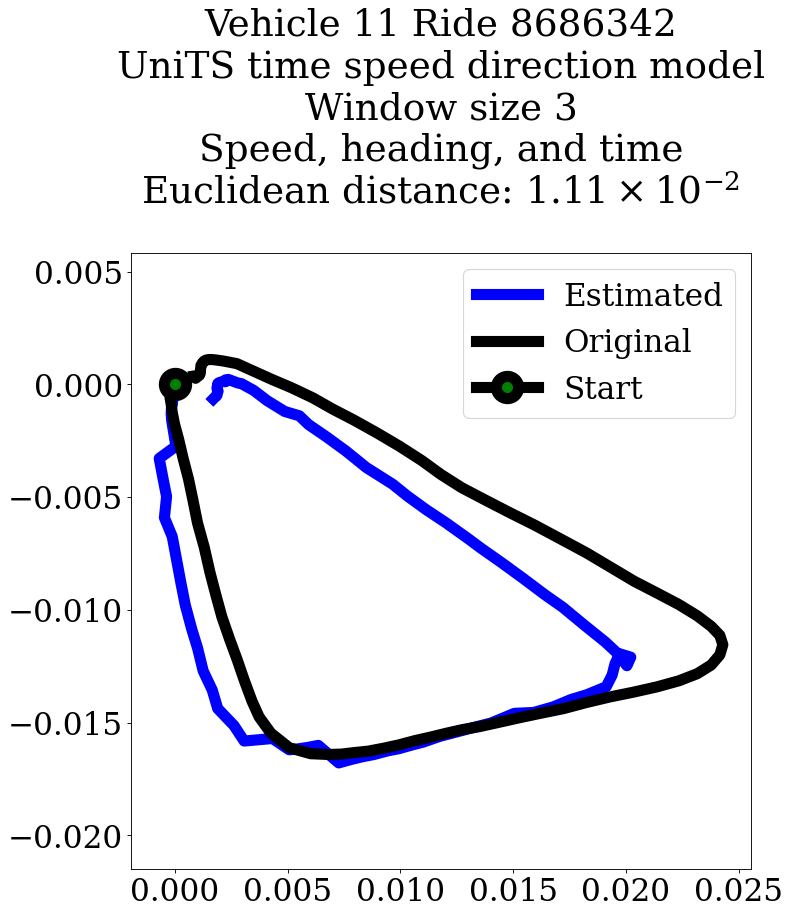 Vehicle 11 Ride 8686342
UniTS time speed direction model
Window size 3
Speed, heading, and time
Euclidean distance: 1.11 × 10⁻²
0.005
0.000
−0.005
−0.010
−0.015
−0.020
Estimated
Original
Start
0.000 0.005 0.010 0.015 0.020 0.025